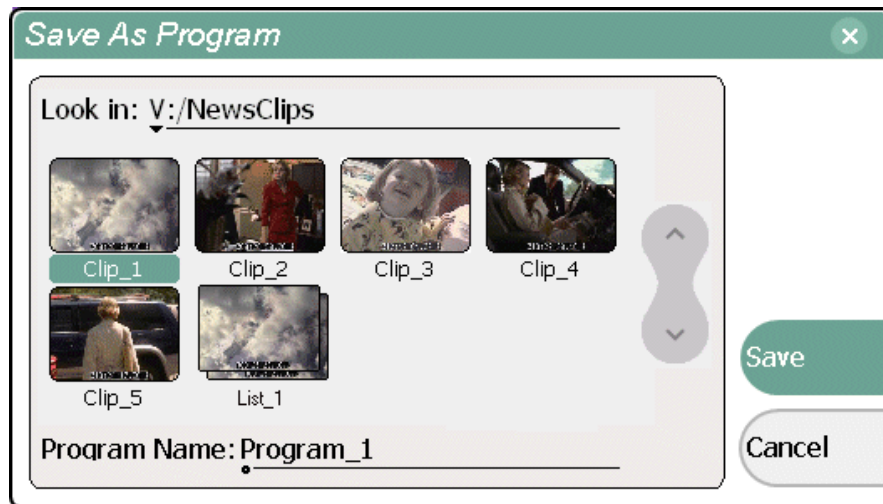 Save As Program
Look in: V:/NewsClips
Clip_1 Clip_2 Clip_3 Clip_4
Clip_5 List_1
Program Name: Program_1
Save
Cancel